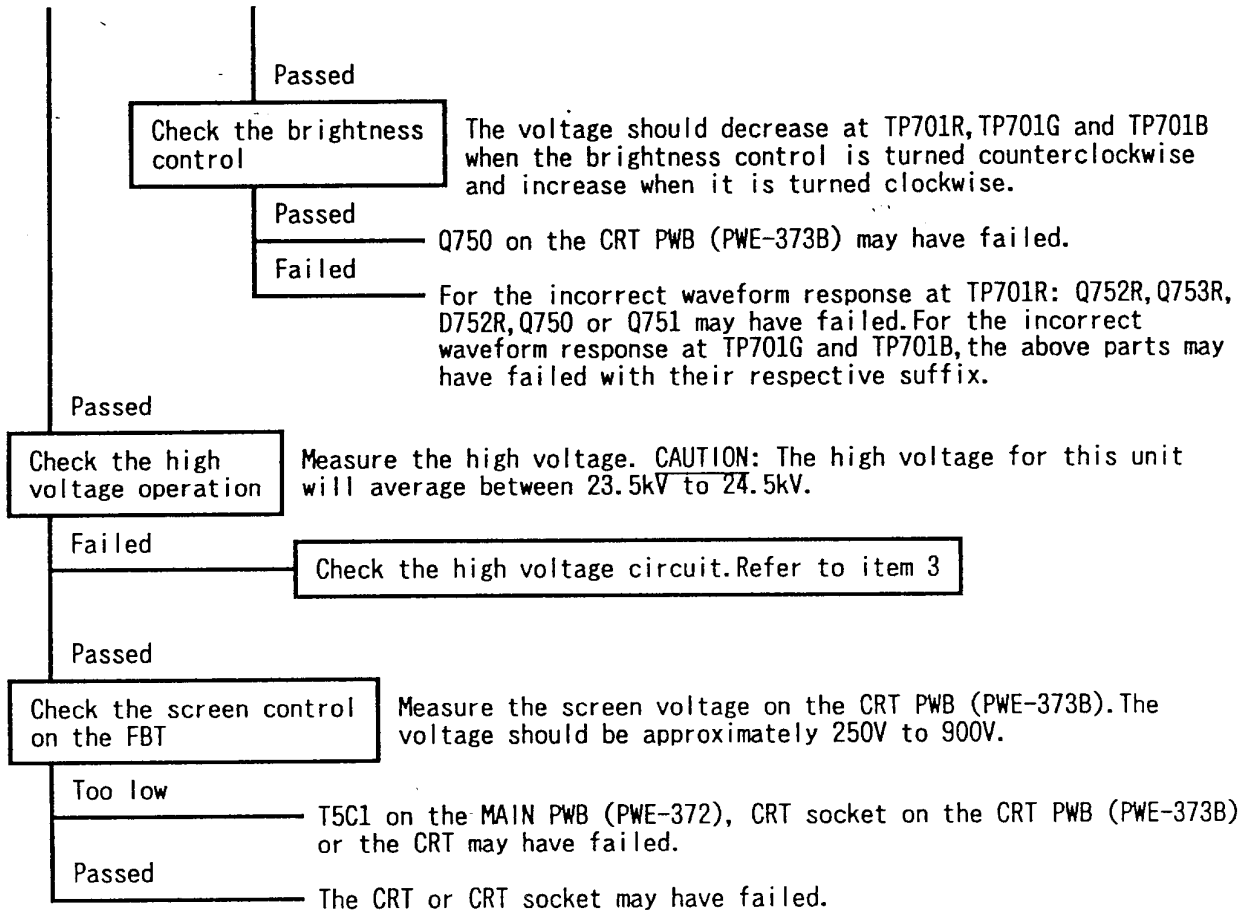 Passed
Check the brightness
control
The voltage should decrease at TP701R,TP701G and TP701B
when the brightness control is turned counterclockwise
and increase when it is turned clockwise.
Passed
Q750 on the CRT PWB (PWE-373B) may have failed.
Failed
For the incorrect waveform response at TP701R: Q752R,Q753R,
D752R,Q750 or Q751 may have failed.For the incorrect
waveform response at TP701G and TP701B,the above parts may
have failed with their respective suffix.
Passed
Check the high
voltage operation
Measure the high voltage. CAUTION: The high voltage for this unit
will average between 23.5kV to 24.5kV.
Failed
Check the high voltage circuit.Refer to item 3
Passed
Check the screen control
on the FBT
Measure the screen voltage on the CRT PWB (PWE-373B).The
voltage should be approximately 250V to 900V.
Too low
T5C1 on the MAIN PWB (PWE-372), CRT socket on the CRT PWB (PWE-373B)
or the CRT may have failed.
Passed
The CRT or CRT socket may have failed.